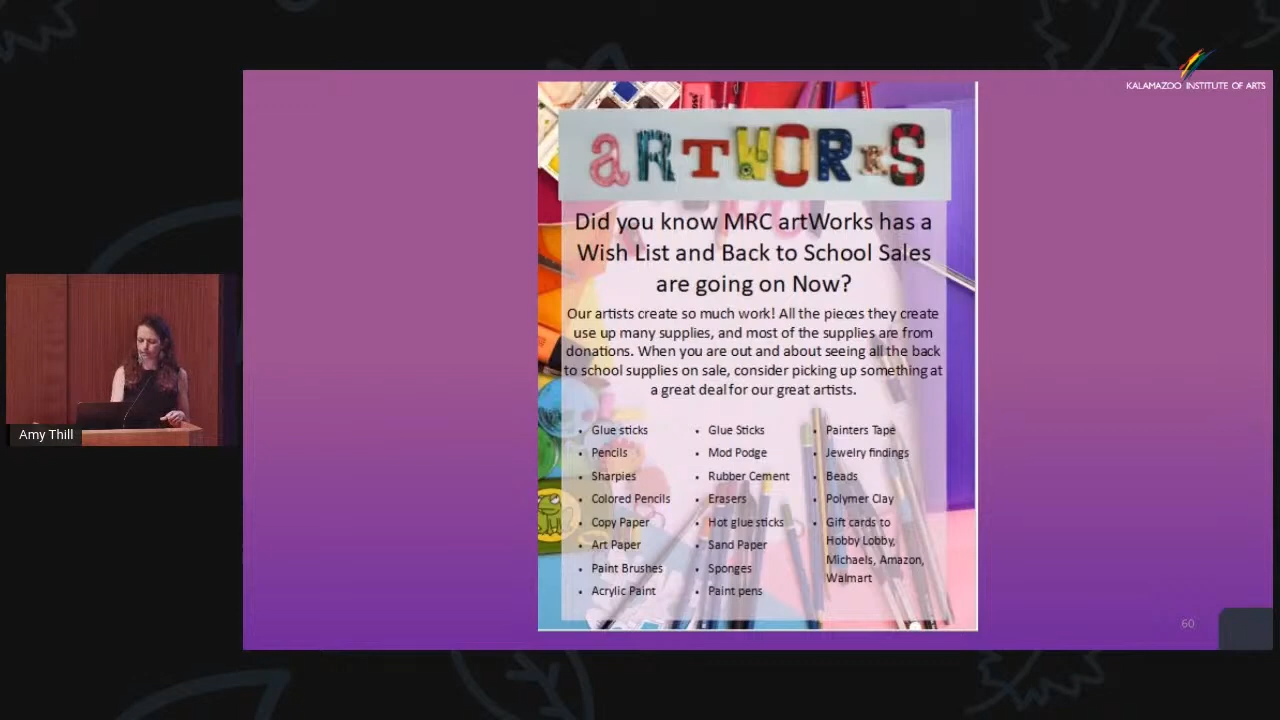 KALAMAZOO INSTITUTE OF ARTS
aRTWORKS
Did you know MRC artWorks has a
Wish List and Back to School Sales
are going on Now?
Our artists create so much work! All the pieces they create
use up many supplies, and most of the supplies are from
donations. When you are out and about seeing all the back
to school supplies on sale, consider picking up something at
a great deal for our great artists.
• Glue sticks
• Pencils
• Sharpies
• Colored Pencils
• Copy Paper
• Art Paper
• Paint Brushes
• Acrylic Paint
• Glue Sticks
• Mod Podge
• Rubber Cement
• Erasers
• Hot glue sticks
• Sand Paper
• Sponges
• Paint pens
• Painters Tape
• Jewelry findings
• Beads
• Polymer Clay
• Gift cards to
Hobby Lobby,
Michaels, Amazon,
Walmart
Amy Thill
60